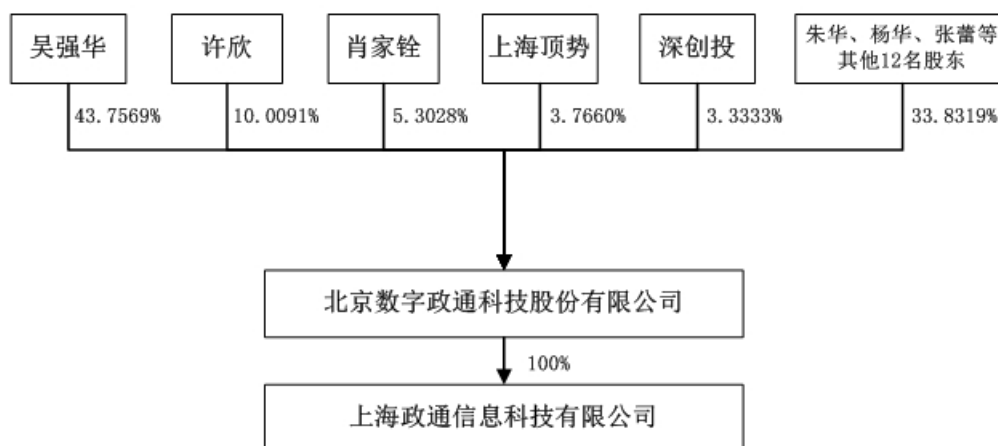 吴强华
许欣
肖家铨
上海顶势
深创投
朱华、杨华、张蕾等
其他12名股东
43.7569%
10.0091%
5.3028%
3.7660%
3.3333%
33.8319%
北京数字政通科技股份有限公司
100%
上海政通信息科技有限公司